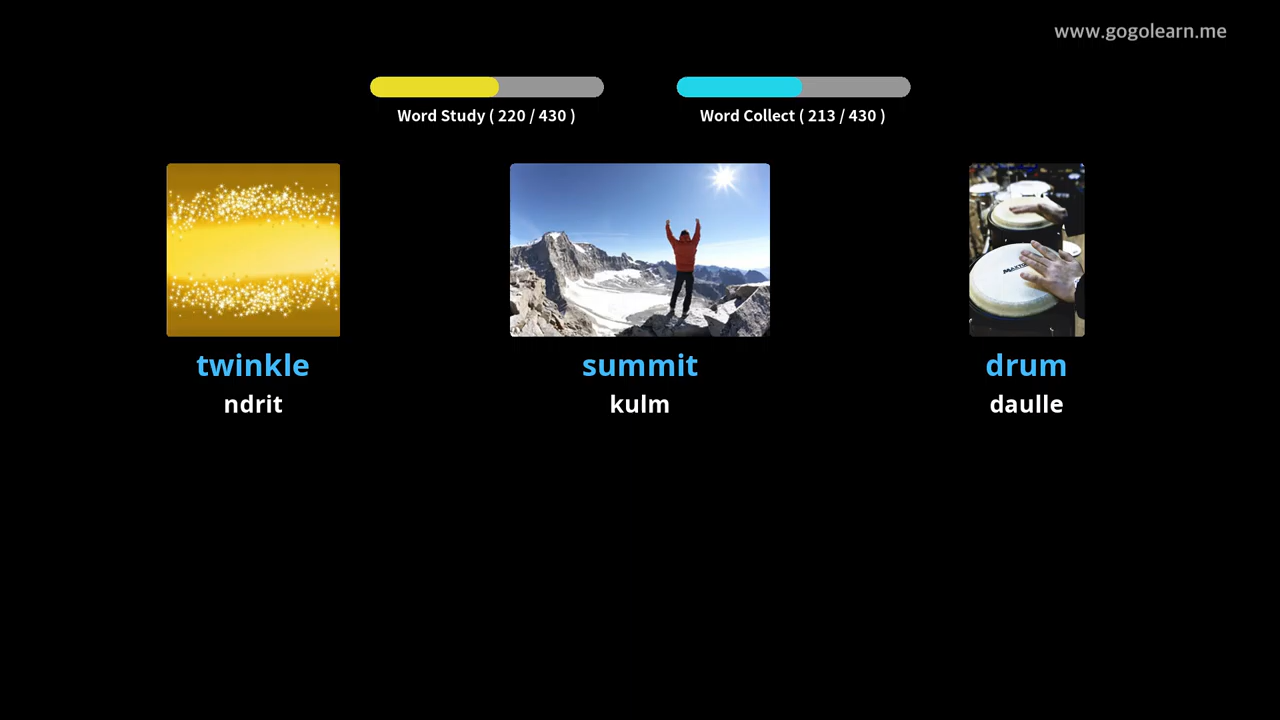 www.gogolearn.me
Word Study ( 220 / 430 )
Word Collect ( 213 / 430 )
twinkle
summit
drum
ndrit
kulm
daulle